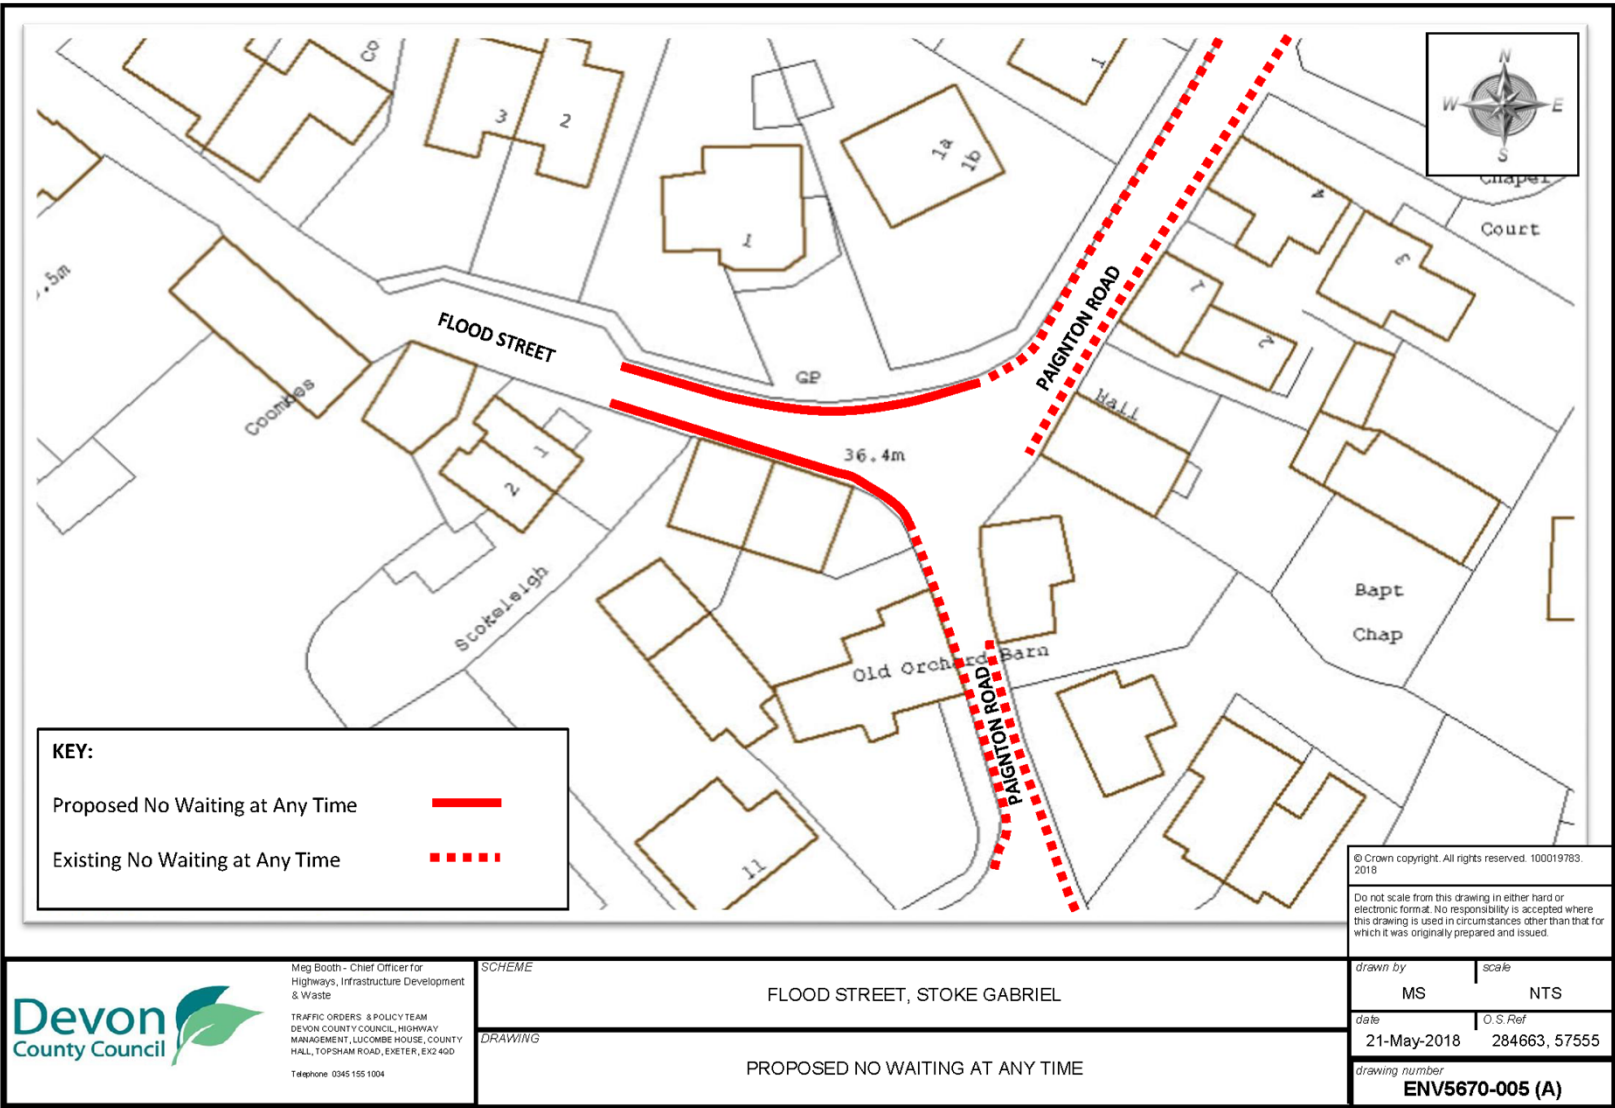 Co
3
2
1
1
1a
1b
N
W
E
S
Chapel
Court
4
3
1
2
.5m
FLOOD STREET
PAIGNTON ROAD
GP
Hall
Coombes
36.4m
1
2
Stokeleigh
Bapt
Chap
Old Orchard Barn
PAIGNTON ROAD
11
KEY:
Proposed No Waiting at Any Time
Existing No Waiting at Any Time
© Crown copyright. All rights reserved. 100019783.
2018
Do not scale from this drawing in either hard or
electronic format. No responsibility is accepted where
this drawing is used in circumstances other than that for
which it was originally prepared and issued.
Devon
County Council
Meg Booth - Chief Officer for
Highways, Infrastructure Development
& Waste
TRAFFIC ORDERS & POLICY TEAM
DEVON COUNTY COUNCIL, HIGHWAY
MANAGEMENT, LUCOMBE HOUSE, COUNTY
HALL, TOPSHAM ROAD, EXETER, EX2 4QD
Telephone 0345 155 1004
SCHEME
FLOOD STREET, STOKE GABRIEL
DRAWING
PROPOSED NO WAITING AT ANY TIME
drawn by
MS
scale
NTS
date
21-May-2018
O.S.Ref
284663, 57555
drawing number
ENV5670-005 (A)